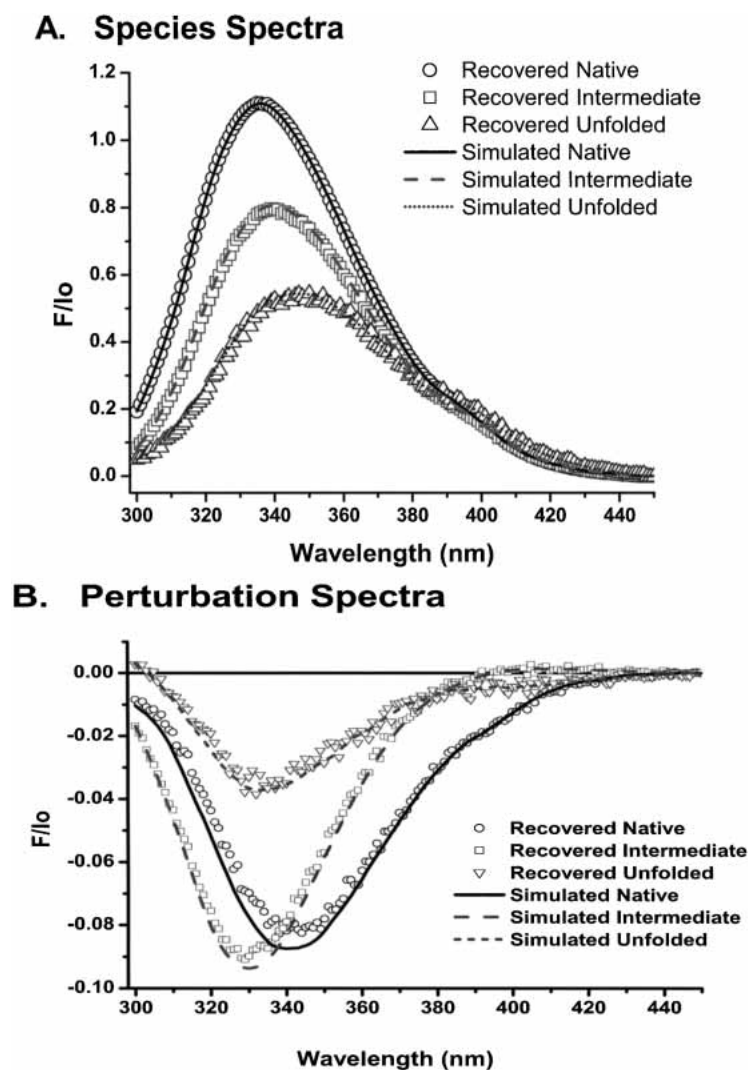 A. Species Spectra
1.2
1.0
0.8
0.6
0.4
0.2
0.0
F/Io
Recovered Native
Recovered Intermediate
Recovered Unfolded
Simulated Native
Simulated Intermediate
Simulated Unfolded
300 320 340 360 380 400 420 440
Wavelength (nm)
B. Perturbation Spectra
0.00
-0.02
-0.04
-0.06
-0.08
-0.10
F/Io
Recovered Native
Recovered Intermediate
Recovered Unfolded
Simulated Native
Simulated Intermediate
Simulated Unfolded
300 320 340 360 380 400 420 440
Wavelength (nm)